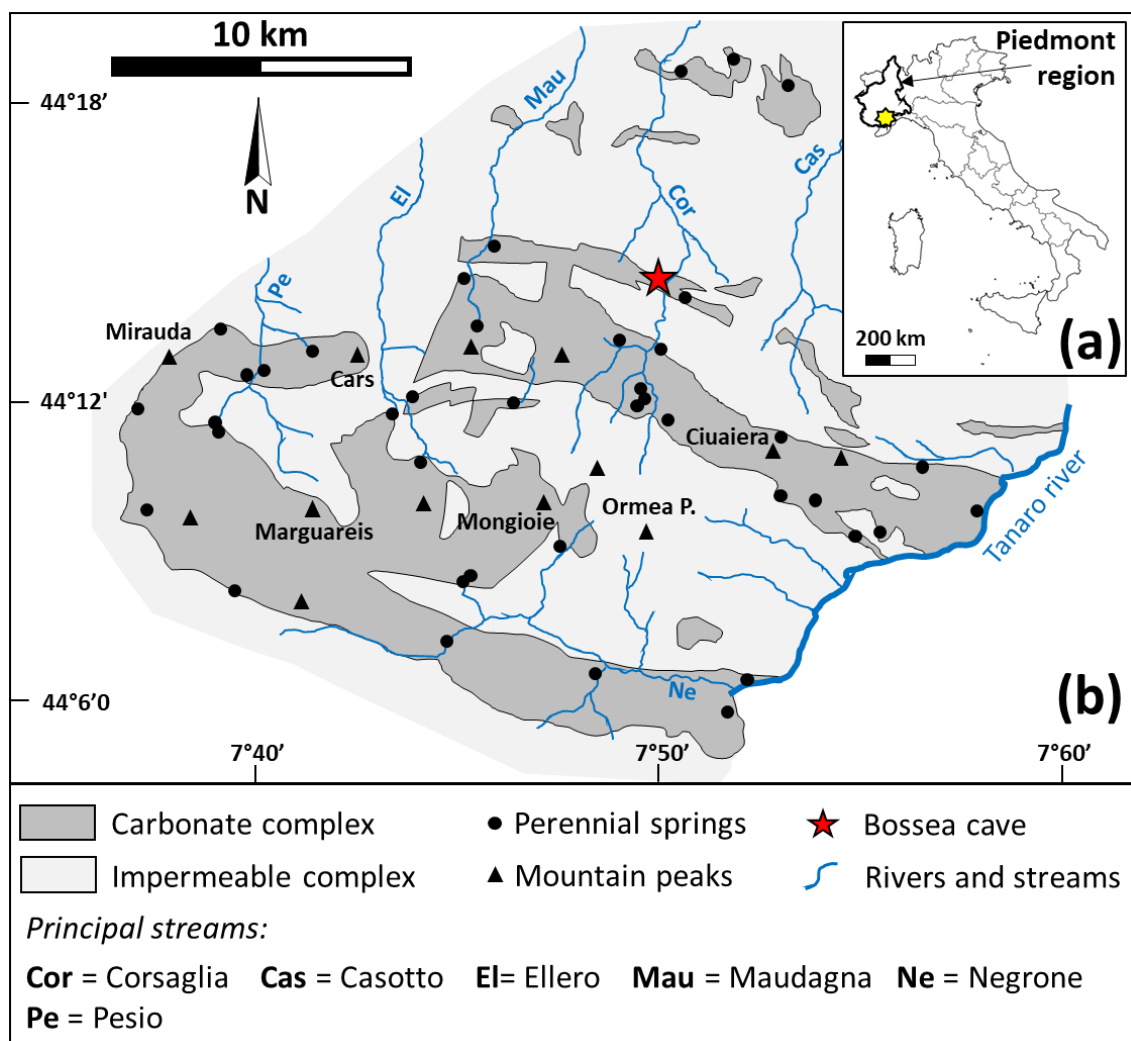 10 km
Piedmont
region
44°18’
N
Mau
El
Cor
Cas
200 km
(a)
Pe
Mirauda
Cars
44°12'
Ciuaiera
Marguareis
Mongioie
Ormea P.
Tanaro river
Ne
44°6’0
(b)
7°40’
7°50’
7°60’
Carbonate complex
Perennial springs
Bossea cave
Impermeable complex
Mountain peaks
Rivers and streams
Principal streams:
Cor = Corsaglia Cas = Casotto El= Ellero Mau = Maudagna Ne = Negrone
Pe = Pesio